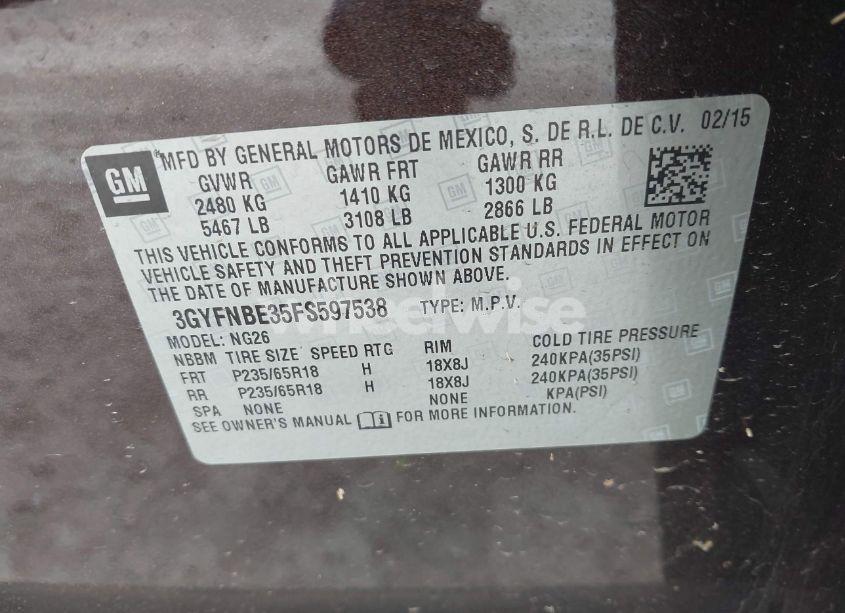 GM
*MFD BY GENERAL MOTORS DE MEXICO, S. DE R.L. DE C.V. 02/15
GVWR GAWR FRT GAWR RR
2480 KG 1410 KG 1300 KG
5467 LB 3108 LB 2866 LB
THIS VEHICLE CONFORMS TO ALL APPLICABLE U.S. FEDERAL MOTOR
VEHICLE SAFETY AND THEFT PREVENTION STANDARDS IN EFFECT ON
THE DATE OF MANUFACTURE SHOWN ABOVE.
3GYFNBE35FS597538 TYPE: M.P.V.
MODEL: NG26
NBBM TIRE SIZE SPEED RTG RIM COLD TIRE PRESSURE
FRT P235/65R18 H 18X8J 240KPA(35PSI)
RR P235/65R18 H 18X8J 240KPA(35PSI)
SPA NONE NONE KPA(PSI)
SEE OWNER'S MANUAL FOR MORE INFORMATION.
wheelwise